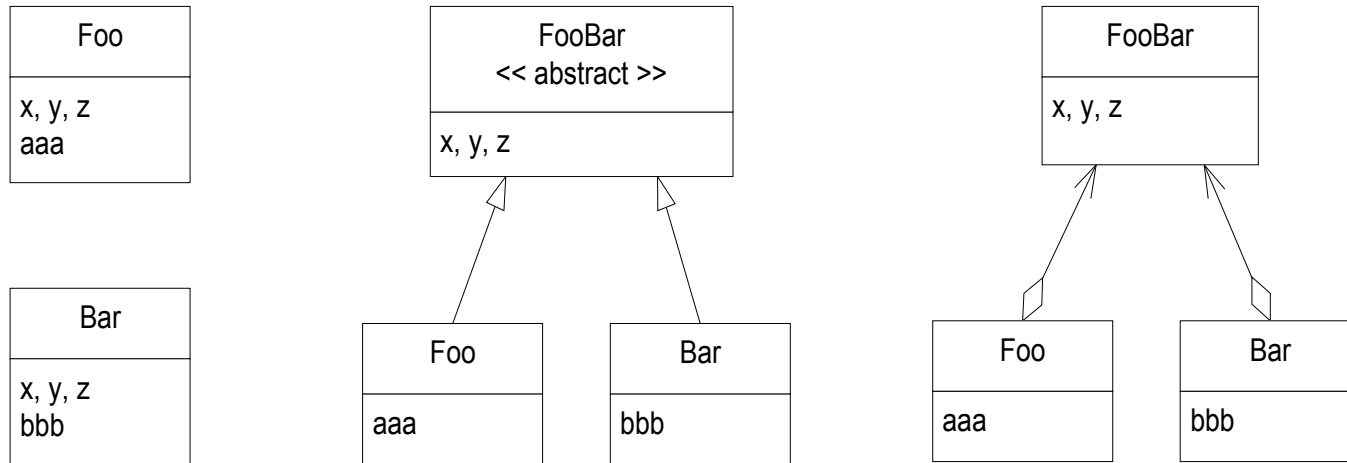 Foo
x, y, z
aaa
Bar
x, y, z
bbb
FooBar
<< abstract >>
x, y, z
Foo
aaa
Bar
bbb
FooBar
x, y, z
Foo
aaa
Bar
bbb